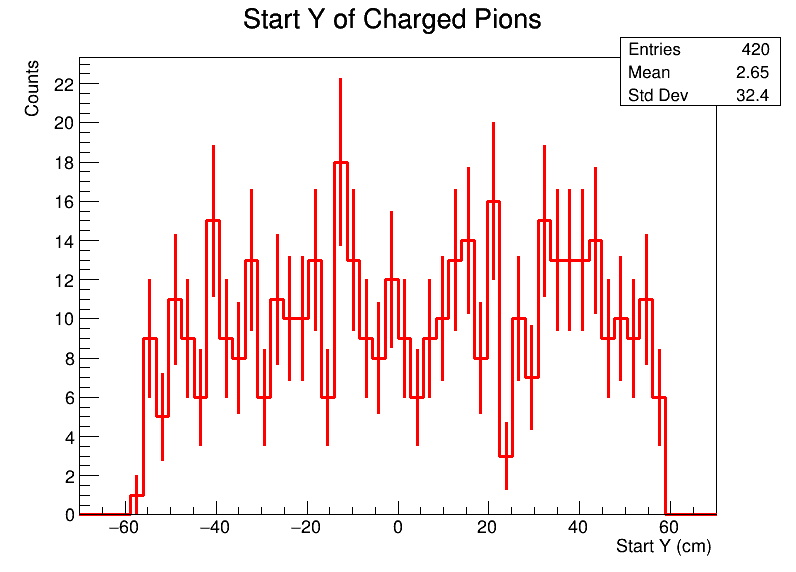 Start Y of Charged Pions
Entries 420
Mean 2.65
Std Dev 32.4
Counts
22
20
18
16
14
12
10
8
6
4
2
0
−60 −40 −20 0 20 40 60
Start Y (cm)